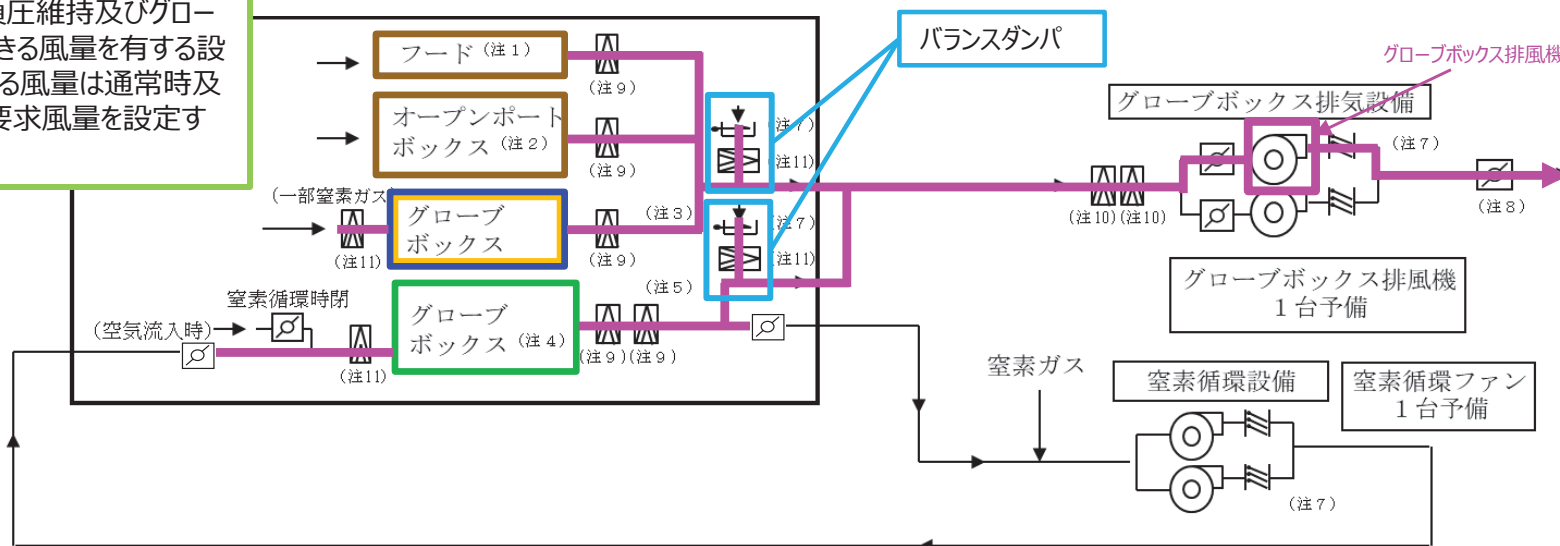 負圧維持及びグロー
きる風量を有する設
る風量は通常時及
要求風量を設定す
バランスダンパ
グローブボックス排風機
フード (注1)
(注9)
オープンポート
ボックス (注2)
(注9)
(注7)
(注11)
グローブボックス排気設備
(注7)
(一部窒素ガス)
グローブ
ボックス
(注11)
(注9)
(注3)
(注7)
(注11)
(注10)(注10)
(注8)
グローブボックス排風機
1台予備
(注5)
窒素循環時閉
(空気流入時)
(注11)
グローブ
ボックス (注4)
(注9)(注9)
窒素ガス
窒素循環設備
窒素循環ファン
1台予備
(注7)